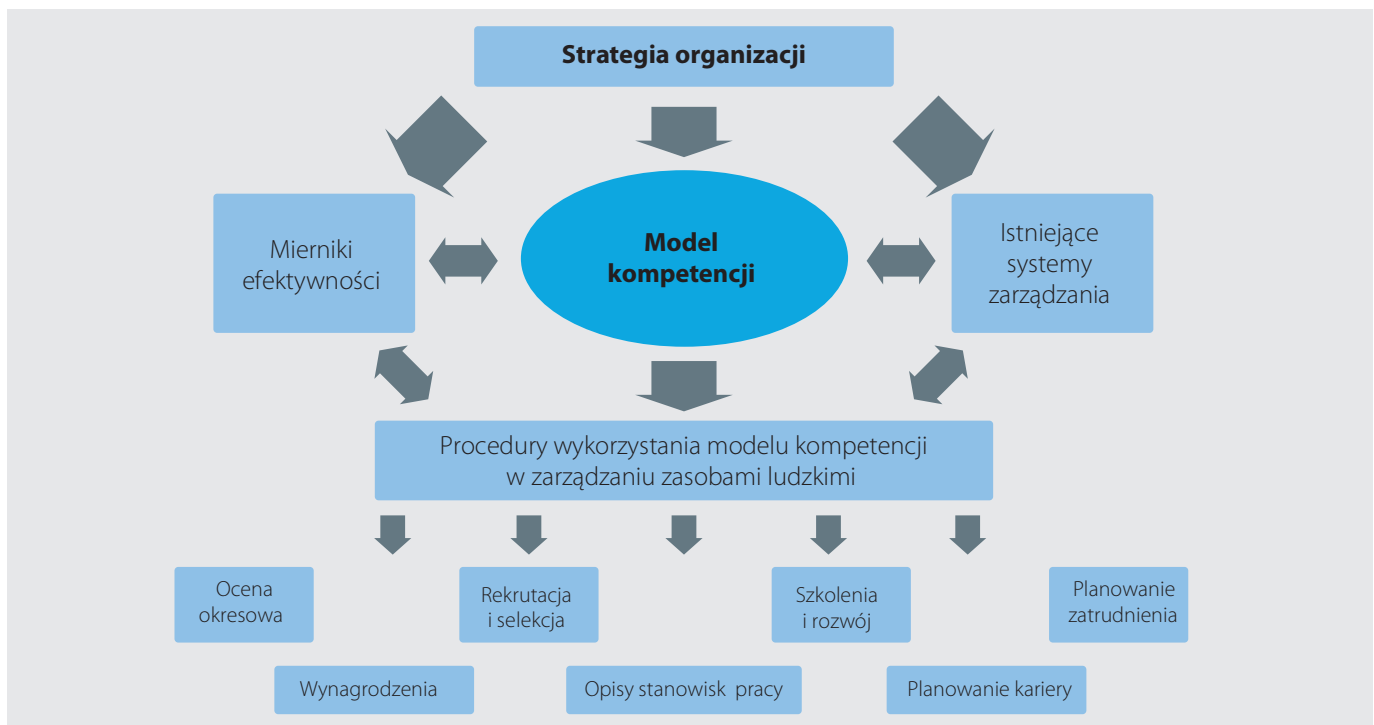 Strategia organizacji
Mierniki
efektywności
Model
kompetencji
Istniejące
systemy
zarządzania
Procedury wykorzystania modelu kompetencji
w zarządzaniu zasobami ludzkimi
Ocena
okresowa
Rekrutacja
i selekcja
Szkolenia
i rozwój
Planowanie
zatrudnienia
Wynagrodzenia
Opisy stanowisk pracy
Planowanie kariery